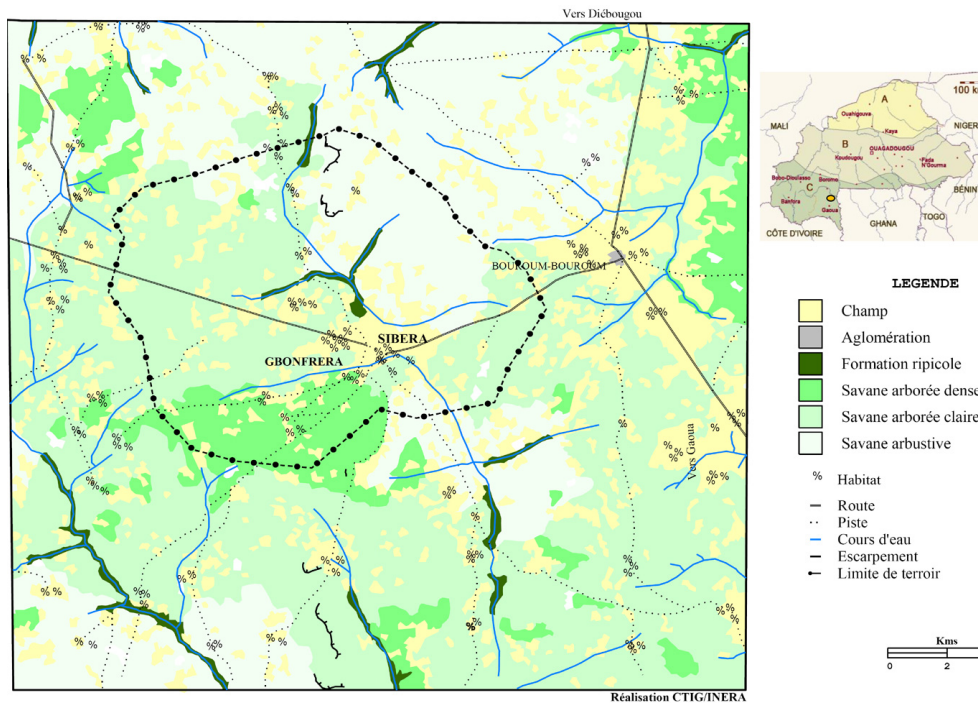 Vers Diébougou
BOUROUM-BOUROUM
SIBERA
GBONFRERA
Vers Gaoua
Réalisation CTIG/INERA
100 k
A
Ouahigouya
MALI
NIGER
Kaya
B
OUAGADOUGOU
Koudougou
Fada
N'Gourma
Bobo-Dioulasso
Boromo
BÉNIN
C
Banfora
Gaoua
GHANA
TOGO
CÔTE D'IVOIRE
LEGENDE
Champ
Aglomération
Formation ripicole
Savane arborée dense
Savane arborée claire
Savane arbustive
% Habitat
Route
Piste
Cours d'eau
Escarpement
Limite de terroir
Kms
0 2